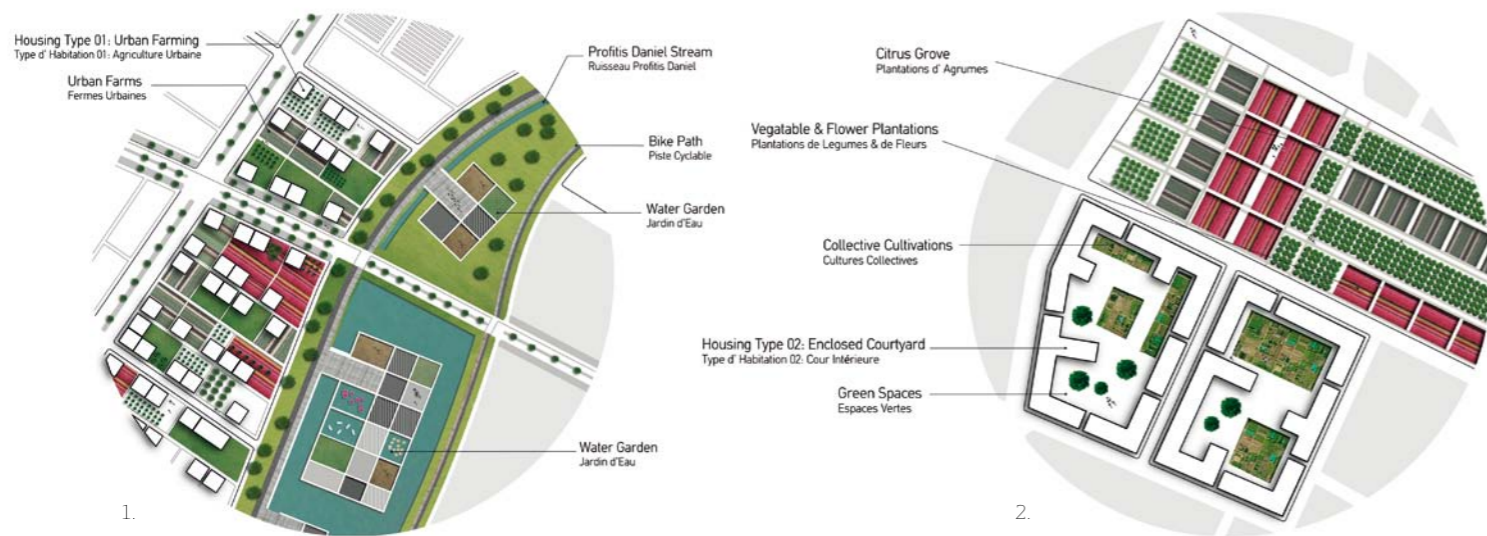 Housing Type 01: Urban Farming
Type d' Habitation 01: Agriculture Urbaine
Urban Farms
Fermes Urbaines
Profitis Daniel Stream
Ruisseau Profitis Daniel
Bike Path
Piste Cyclable
Water Garden
Jardin d'Eau
Water Garden
Jardin d'Eau
1.
Citrus Grove
Plantations d' Agrumes
Vegatable & Flower Plantations
Plantations de Legumes & de Fleurs
Collective Cultivations
Cultures Collectives
Housing Type 02: Enclosed Courtyard
Type d' Habitation 02: Cour Intérieure
Green Spaces
Espaces Vertes
2.